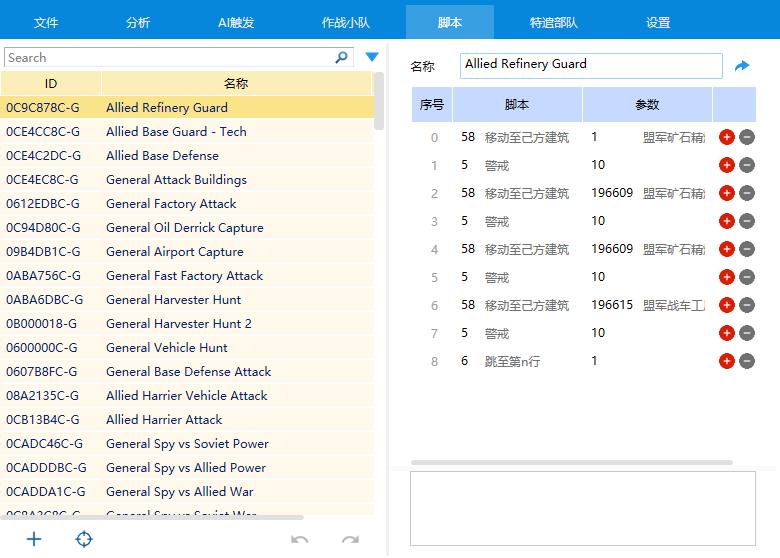 文件 分析 AI触发 作战小队 脚本 特追部队 设置
Search
ID 名称
0C9C878C-G Allied Refinery Guard
0CE4CC8C-G Allied Base Guard - Tech
0CE4C2DC-G Allied Base Defense
0CE4EC8C-G General Attack Buildings
0612EDBC-G General Factory Attack
0C94D80C-G General Oil Derrick Capture
09B4DB1C-G General Airport Capture
0ABA756C-G General Fast Factory Attack
0ABA6DBC-G General Harvester Hunt
0B000018-G General Harvester Hunt 2
0600000C-G General Vehicle Hunt
0607B8FC-G General Base Defense Attack
08A2135C-G Allied Harrier Vehicle Attack
0CB13B4C-G Allied Harrier Attack
0CADC46C-G General Spy vs Soviet Power
0CADDDBC-G General Spy vs Allied Power
0CADDA1C-G General Spy vs Allied War
名称 Allied Refinery Guard
序号 脚本 参数
0 58 移动至己方建筑 1 盟军矿石精
1 5 警戒 10
2 58 移动至己方建筑 196609 盟军矿石精
3 5 警戒 10
4 58 移动至己方建筑 196609 盟军矿石精
5 5 警戒 10
6 58 移动至己方建筑 196615 盟军战车工
7 5 警戒 10
8 6 跳至第n行 1